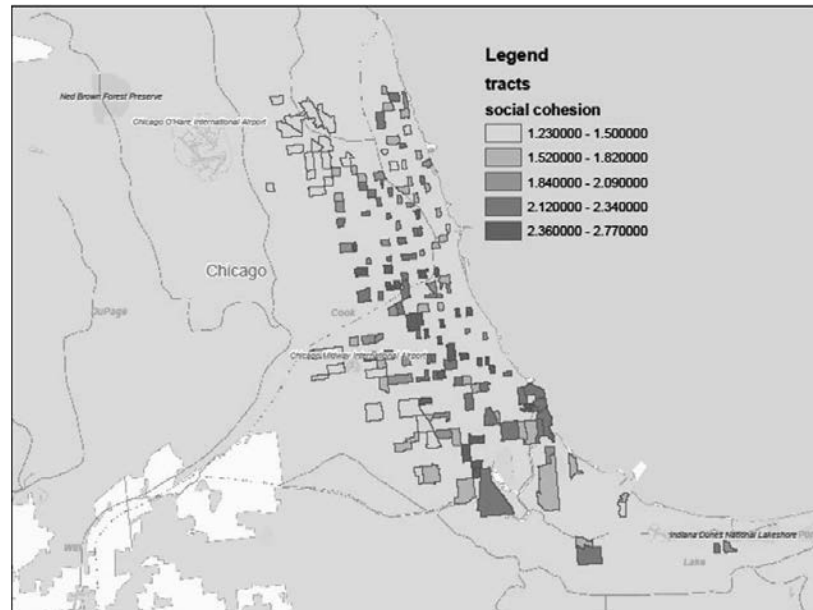 Legend
tracts
social cohesion
1.230000 - 1.500000
1.520000 - 1.820000
1.840000 - 2.090000
2.120000 - 2.340000
2.360000 - 2.770000
Ned Brown Forest Preserve
Chicago O'Hare International Airport
Chicago
DuPage
Cook
Chicago Midway International Airport
Indiana Dunes National Lakeshore
Lake